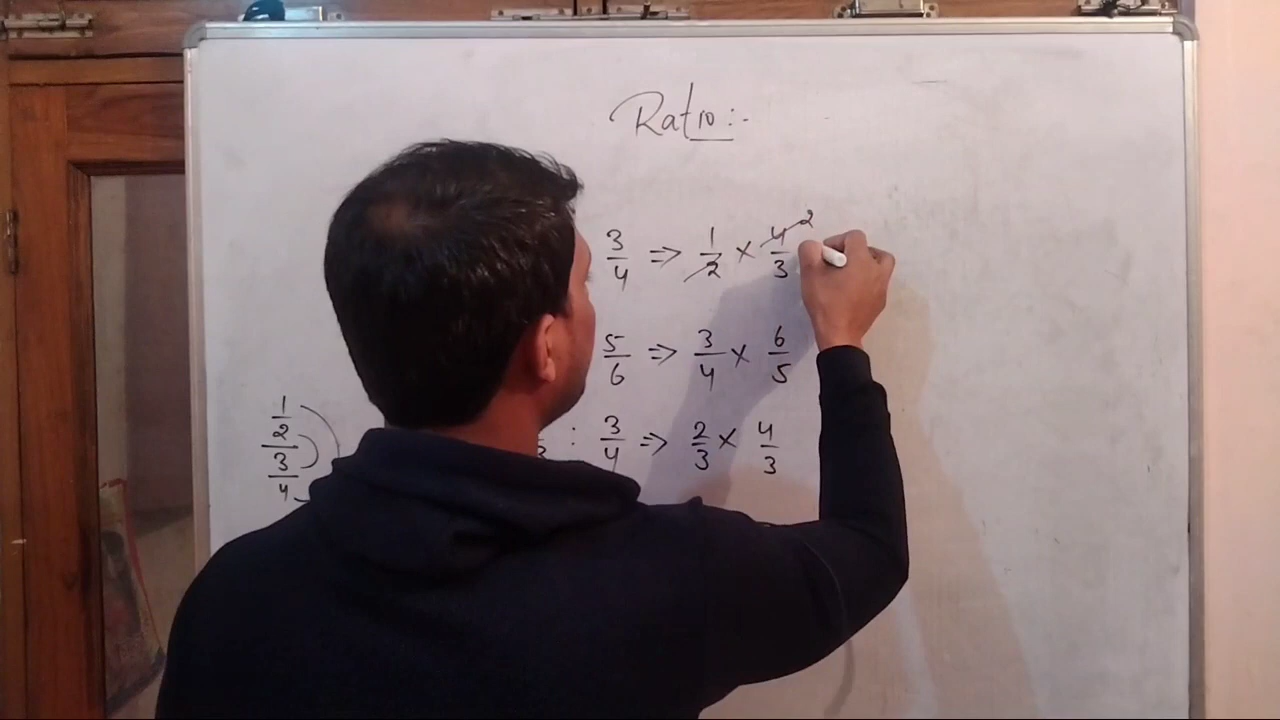 Ratio :-
3/4 ⇒ 1/2 × 4/3 2
5/6 ⇒ 3/4 × 6/5
: 3/4 ⇒ 2/3 × 4/3
1/2
3/4